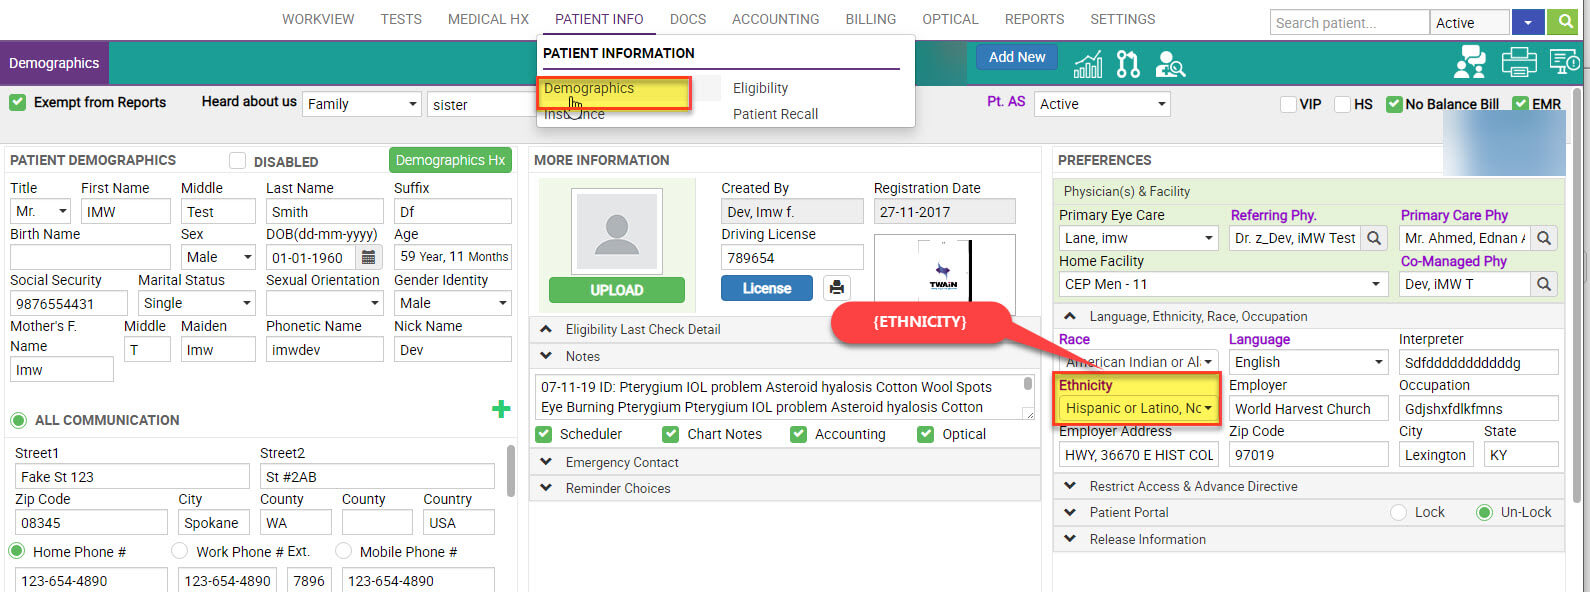 WORKVIEW TESTS MEDICAL HX PATIENT INFO DOCS ACCOUNTING BILLING OPTICAL REPORTS SETTINGS
Search patient... Active
Demographics
PATIENT INFORMATION
Demographics Eligibility
Insurance Patient Recall
Add New
Exempt from Reports Heard about us Family sister
Pt. AS Active VIP HS No Balance Bill EMR
PATIENT DEMOGRAPHICS DISABLED Demographics Hx
Title First Name Middle Last Name Suffix
Mr. IMW Test Smith Df
Birth Name Sex DOB(dd-mm-yyyy) Age
Male 01-01-1960 59 Year, 11 Months
Social Security Marital Status Sexual Orientation Gender Identity
9876554431 Single Male
Mother's F. Name Middle Maiden Phonetic Name Nick Name
Imw T Imw imwdev Dev
ALL COMMUNICATION
Street1 Street2
Fake St 123 St #2AB
Zip Code City County County Country
08345 Spokane WA USA
Home Phone # Work Phone # Ext. Mobile Phone #
123-654-4890 123-654-4890 7896 123-654-4890
MORE INFORMATION
Created By Registration Date
Dev, Imw f. 27-11-2017
Driving License
789654
TWAIN
UPLOAD License
Eligibility Last Check Detail
Notes
07-11-19 ID: Pterygium IOL problem Asteroid hyalosis Cotton Wool Spots
Eye Burning Pterygium Pterygium IOL problem Asteroid hyalosis Cotton
Scheduler Chart Notes Accounting Optical
Emergency Contact
Reminder Choices
{ETHNICITY}
PREFERENCES
Physician(s) & Facility
Primary Eye Care Referring Phy. Primary Care Phy
Lane, imw Dr. z_Dev, iMW Test Mr. Ahmed, Ednan A
Home Facility Co-Managed Phy
CEP Men - 11 Dev, iMW T
Language, Ethnicity, Race, Occupation
Race Language Interpreter
American Indian or Al English Sdfdddddddddddg
Ethnicity Employer Occupation
Hispanic or Latino, Nc World Harvest Church Gdjshxfdlkfmns
Employer Address Zip Code City State
HWY, 36670 E HIST COL 97019 Lexington KY
Restrict Access & Advance Directive
Patient Portal Lock Un-Lock
Release Information